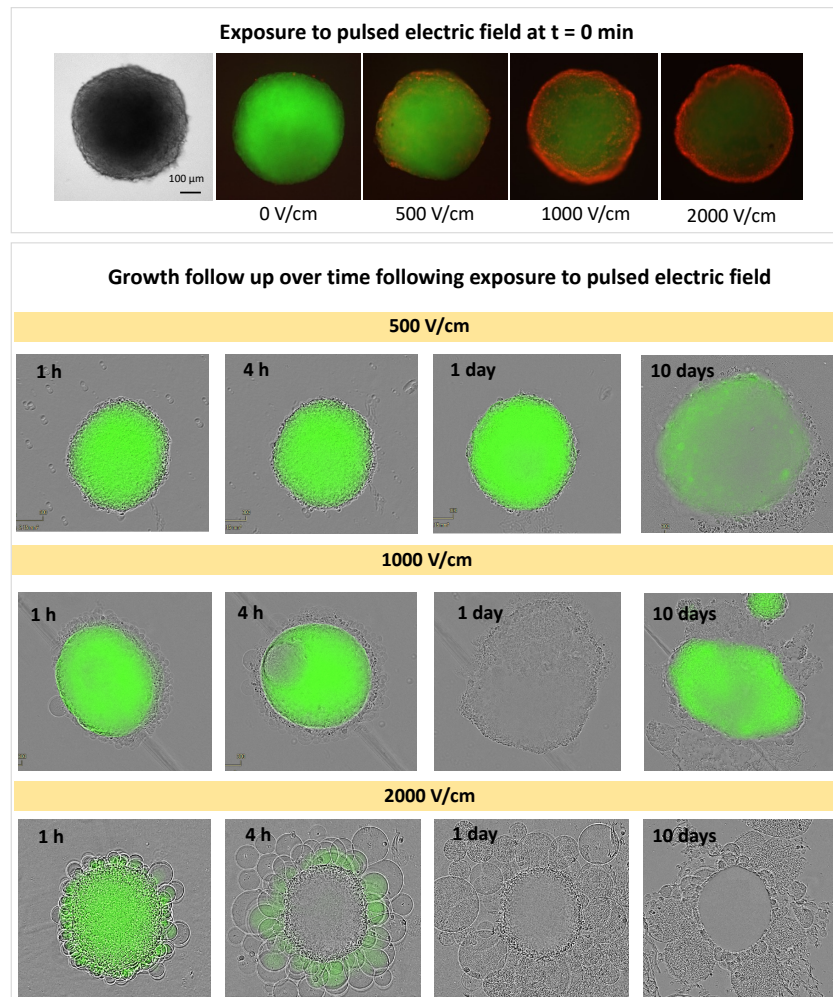 Exposure to pulsed electric field at t = 0 min
100 µm
0 V/cm
500 V/cm
1000 V/cm
2000 V/cm
Growth follow up over time following exposure to pulsed electric field
500 V/cm
1 h
4 h
1 day
10 days
1000 V/cm
1 h
4 h
1 day
10 days
2000 V/cm
1 h
4 h
1 day
10 days